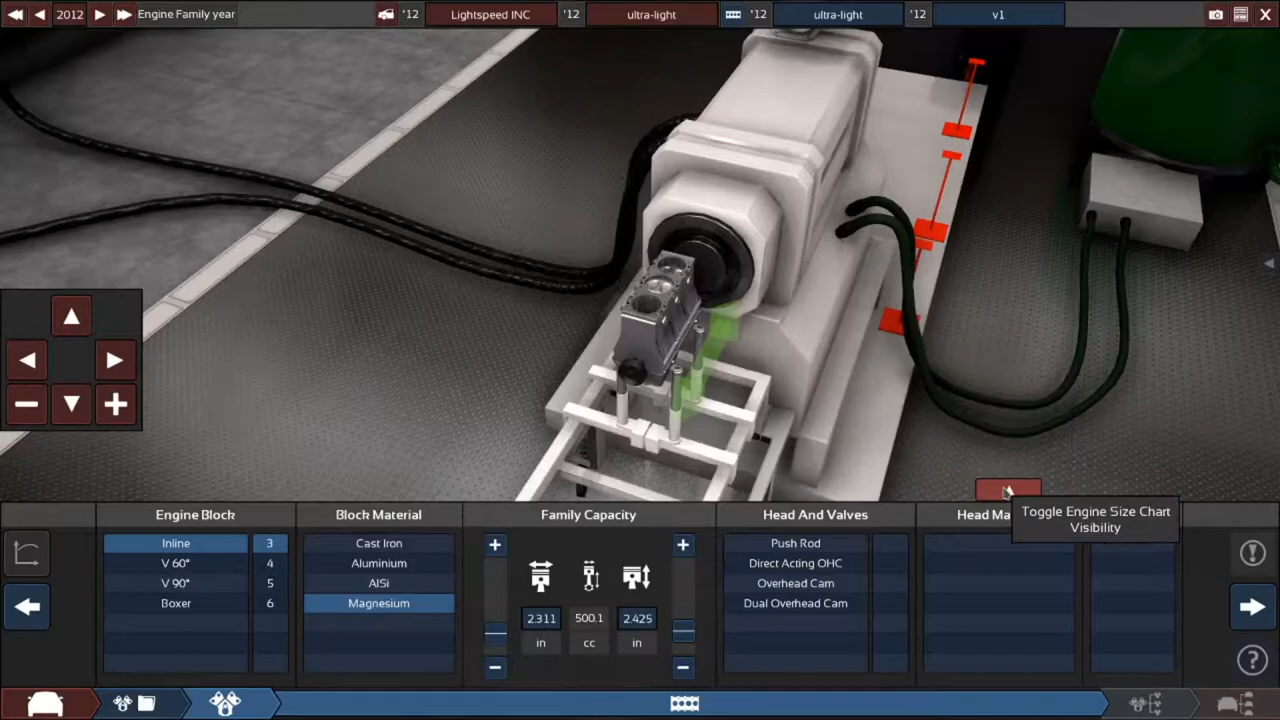 2012 Engine Family year '12 Lightspeed INC '12 ultra-light '12 ultra-light '12 v1 X
Toggle Engine Size Chart
Visibility
Engine Block
Inline 3
V 60° 4
V 90° 5
Boxer 6
Block Material
Cast Iron
Aluminium
AlSi
Magnesium
Family Capacity
2.311 500.1 2.425
in cc in
Head And Valves
Push Rod
Direct Acting OHC
Overhead Cam
Dual Overhead Cam
Head Ma